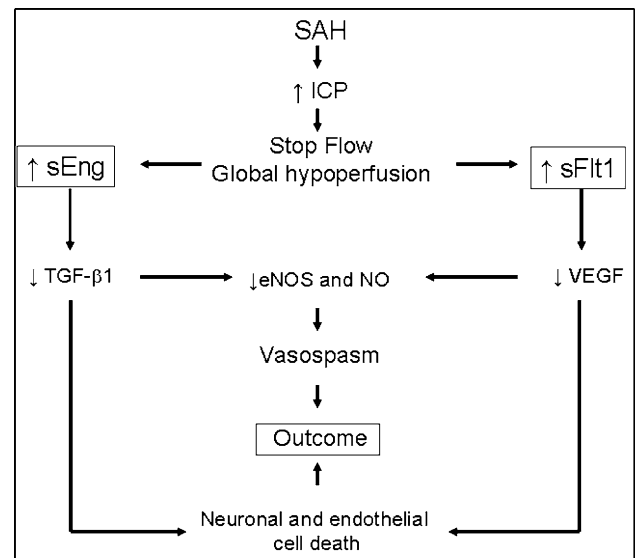 SAH
↑ ICP
Stop Flow
Global hypoperfusion
↑ sEng
↑ sFlt1
↓ TGF-β1
↓eNOS and NO
↓ VEGF
Vasospasm
Outcome
Neuronal and endothelial
cell death